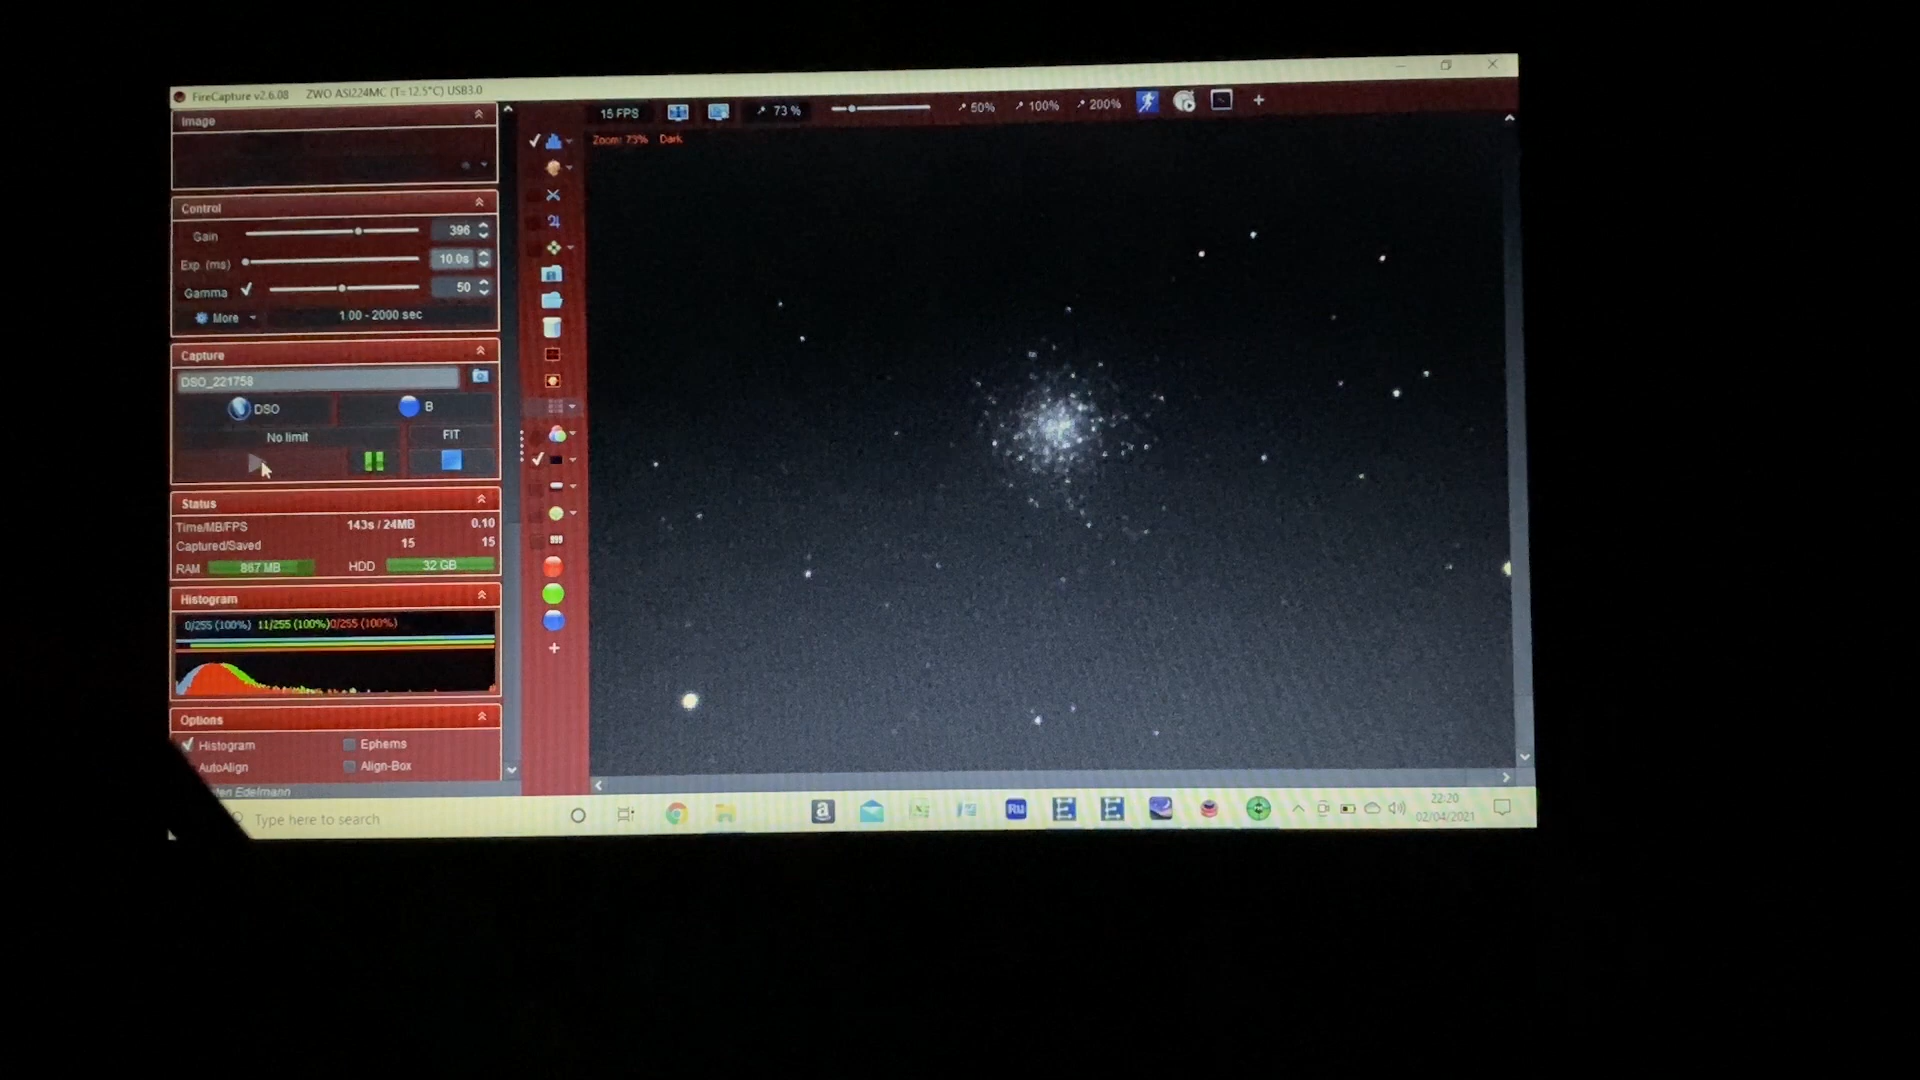 FireCapture v2.6.08 ZWO ASI224MC (T=12.5°C) USB3.0
Image
Control
Gain 396
Exp. (ms) 10.0s
Gamma 50
More 1.00 - 2000 sec
Capture
DSO_221758
DSO B
No limit FIT
Status
Time/MB/FPS 143s / 24MB 0.10
Captured/Saved 15 15
RAM 867 MB HDD 32 GB
Histogram
0/255 (100%) 11/255 (100%) 0/255 (100%)
Options
Histogram Ephems
AutoAlign Align-Box
ten Edelmann
15 FPS 73 % 50% 100% 200%
Zoom: 73% Dark
999
Type here to search
a
Ru
E
E
22:20
02/04/2021